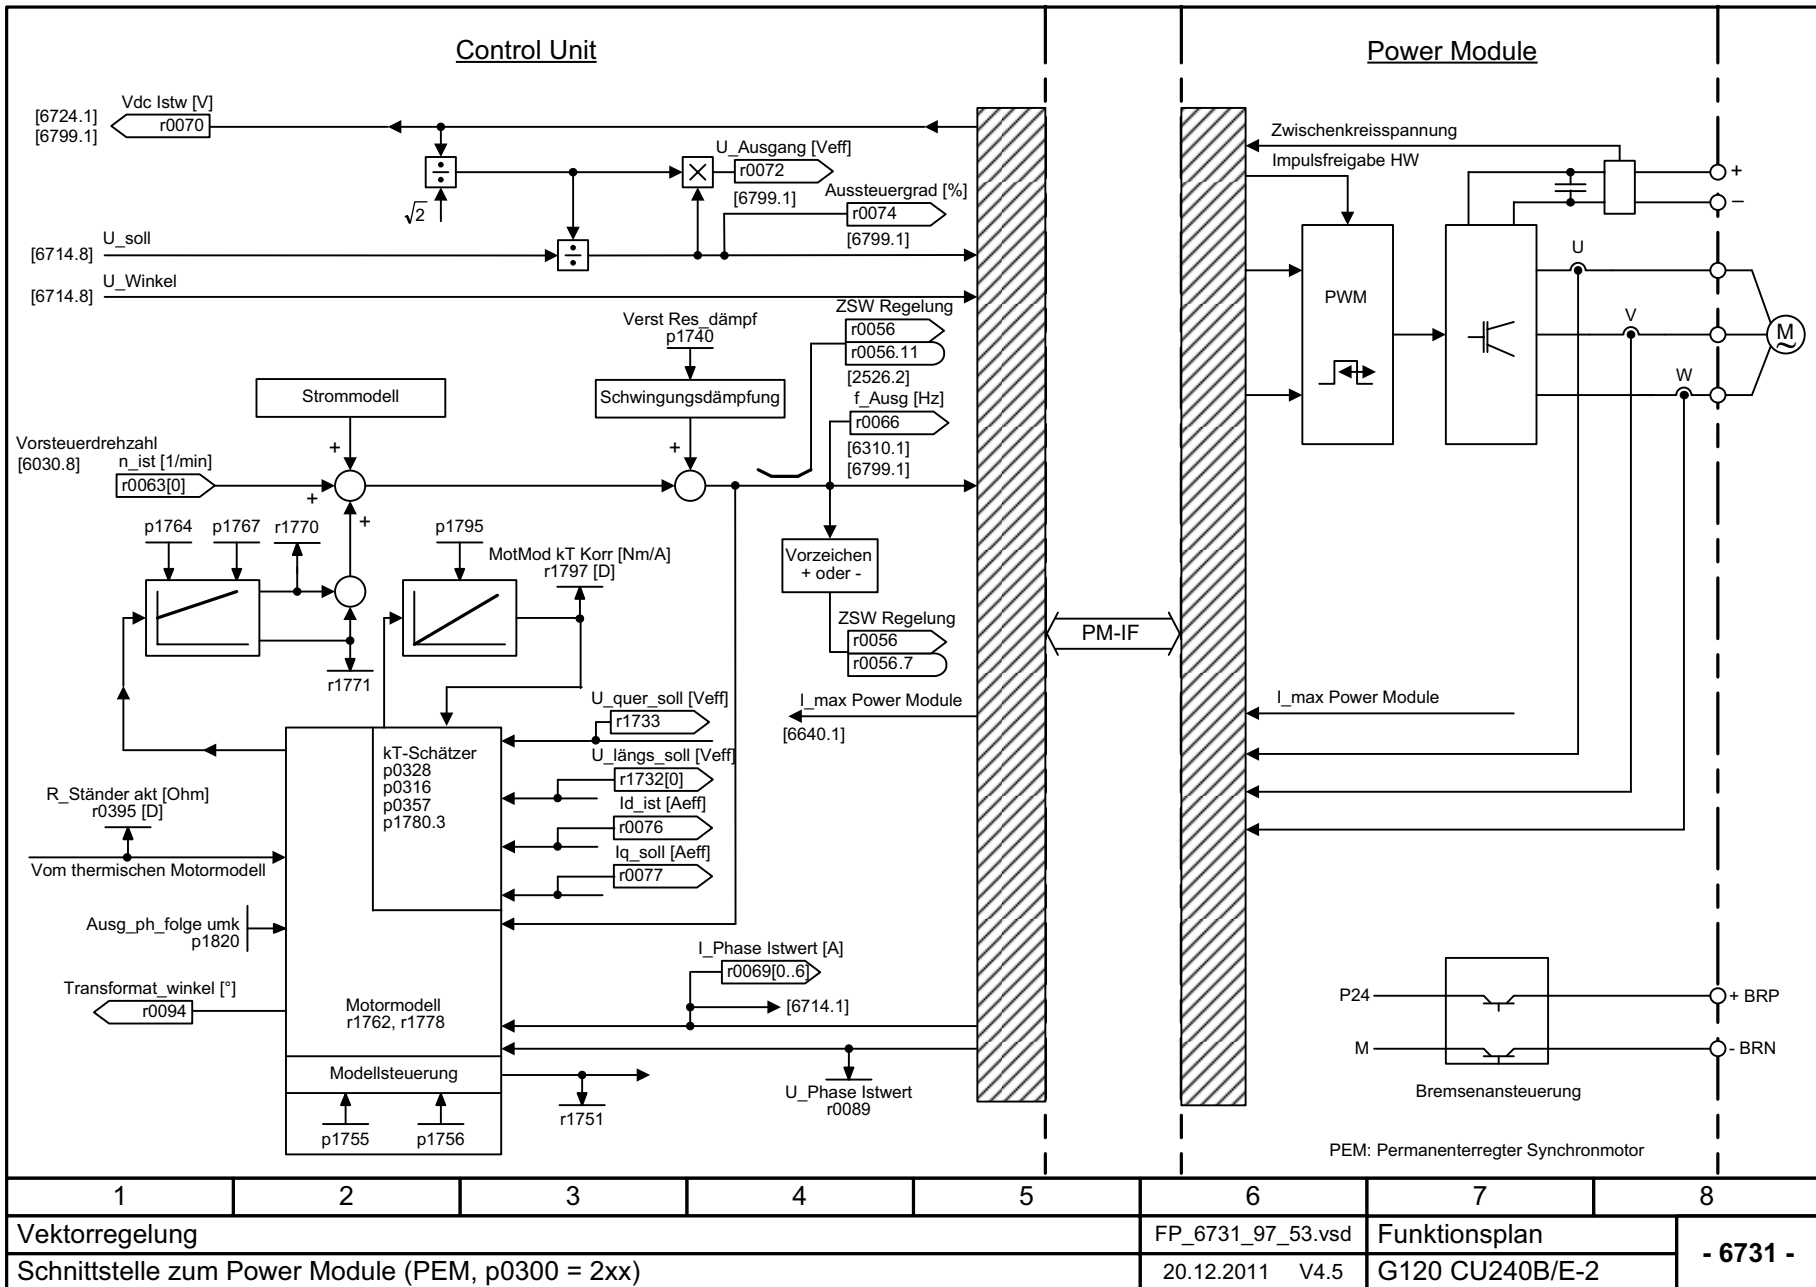 Control Unit
Power Module
Vdc Istw [V]
[6724.1]
[6799.1]
r0070
÷
√2
U_Ausgang [Veff]
r0072
[6799.1]
Aussteuergrad [%]
r0074
[6799.1]
U_soll
[6714.8]
÷
U_Winkel
[6714.8]
ZSW Regelung
r0056
r0056.11
[2526.2]
Verst Res_dämpf
p1740
Strommodell
Schwingungsdämpfung
f_Ausg [Hz]
r0066
[6310.1]
[6799.1]
Vorsteuerdrehzahl
[6030.8]
n_ist [1/min]
r0063[0]
+
+
+
+
p1764
p1767
r1770
p1795
MotMod kT Korr [Nm/A]
r1797 [D]
Vorzeichen
+ oder -
ZSW Regelung
r0056
r0056.7
r1771
U_quer_soll [Veff]
r1733
I_max Power Module
[6640.1]
kT-Schätzer
p0328
p0316
p0357
p1780.3
U_längs_soll [Veff]
r1732[0]
Id_ist [Aeff]
r0076
Iq_soll [Aeff]
r0077
R_Ständer akt [Ohm]
r0395 [D]
Vom thermischen Motormodell
Ausg_ph_folge umk
p1820
I_Phase Istwert [A]
r0069[0..6]
[6714.1]
Transformat_winkel [°]
r0094
Motormodell
r1762, r1778
Modellsteuerung
r1751
U_Phase Istwert
r0089
p1755
p1756
PM-IF
Zwischenkreisspannung
Impulsfreigabe HW
+
–
PWM
U
V
W
M
~
I_max Power Module
P24
+ BRP
M
- BRN
Bremsenansteuerung
PEM: Permanenterregter Synchronmotor
1 2 3 4 5 6 7 8
Vektorregelung
FP_6731_97_53.vsd
Funktionsplan
- 6731 -
Schnittstelle zum Power Module (PEM, p0300 = 2xx)
20.12.2011 V4.5
G120 CU240B/E-2